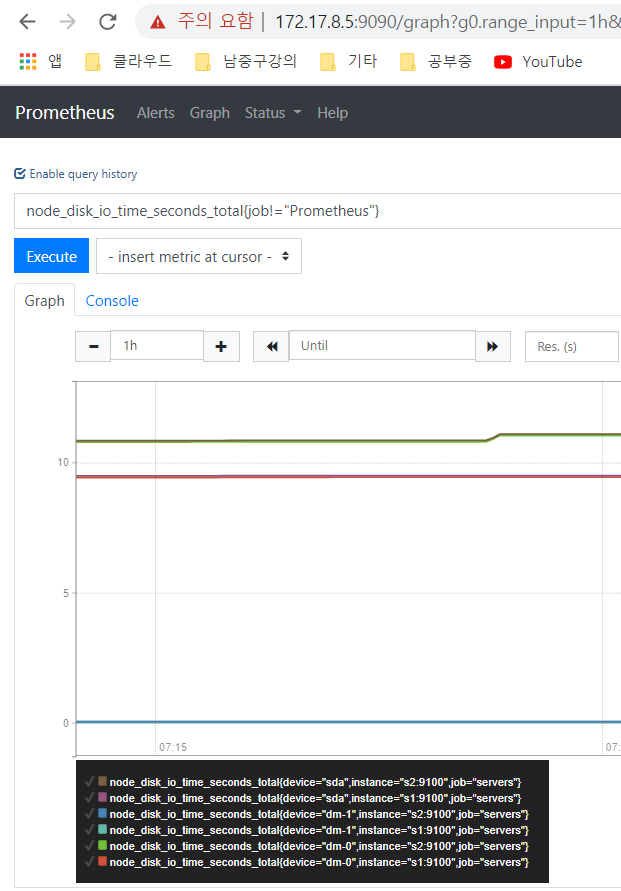 주의 요함 | 172.17.8.5:9090/graph?g0.range_input=1h&
앱 클라우드 남중구강의 기타 공부중 YouTube
Prometheus Alerts Graph Status Help
Enable query history
node_disk_io_time_seconds_total{job!="Prometheus"}
Execute - insert metric at cursor -
Graph Console
1h Until Res. (s)
10
5
0
07:15 07:
node_disk_io_time_seconds_total{device="sda",instance="s2:9100",job="servers"}
node_disk_io_time_seconds_total{device="sda",instance="s1:9100",job="servers"}
node_disk_io_time_seconds_total{device="dm-1",instance="s2:9100",job="servers"}
node_disk_io_time_seconds_total{device="dm-1",instance="s1:9100",job="servers"}
node_disk_io_time_seconds_total{device="dm-0",instance="s2:9100",job="servers"}
node_disk_io_time_seconds_total{device="dm-0",instance="s1:9100",job="servers"}